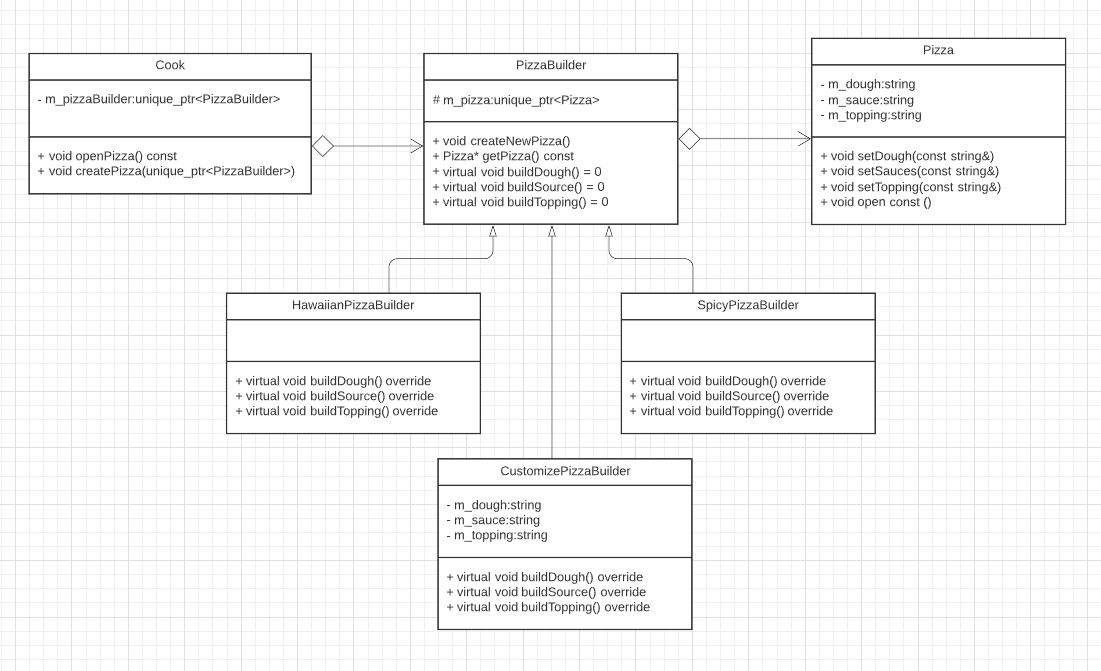 Cook
- m_pizzaBuilder:unique_ptr<PizzaBuilder>
+ void openPizza() const
+ void createPizza(unique_ptr<PizzaBuilder>)
PizzaBuilder
# m_pizza:unique_ptr<Pizza>
+ void createNewPizza()
+ Pizza* getPizza() const
+ virtual void buildDough() = 0
+ virtual void buildSource() = 0
+ virtual void buildTopping() = 0
Pizza
- m_dough:string
- m_sauce:string
- m_topping:string
+ void setDough(const string&)
+ void setSauces(const string&)
+ void setTopping(const string&)
+ void open const ()
HawaiianPizzaBuilder
+ virtual void buildDough() override
+ virtual void buildSource() override
+ virtual void buildTopping() override
SpicyPizzaBuilder
+ virtual void buildDough() override
+ virtual void buildSource() override
+ virtual void buildTopping() override
CustomizePizzaBuilder
- m_dough:string
- m_sauce:string
- m_topping:string
+ virtual void buildDough() override
+ virtual void buildSource() override
+ virtual void buildTopping() override